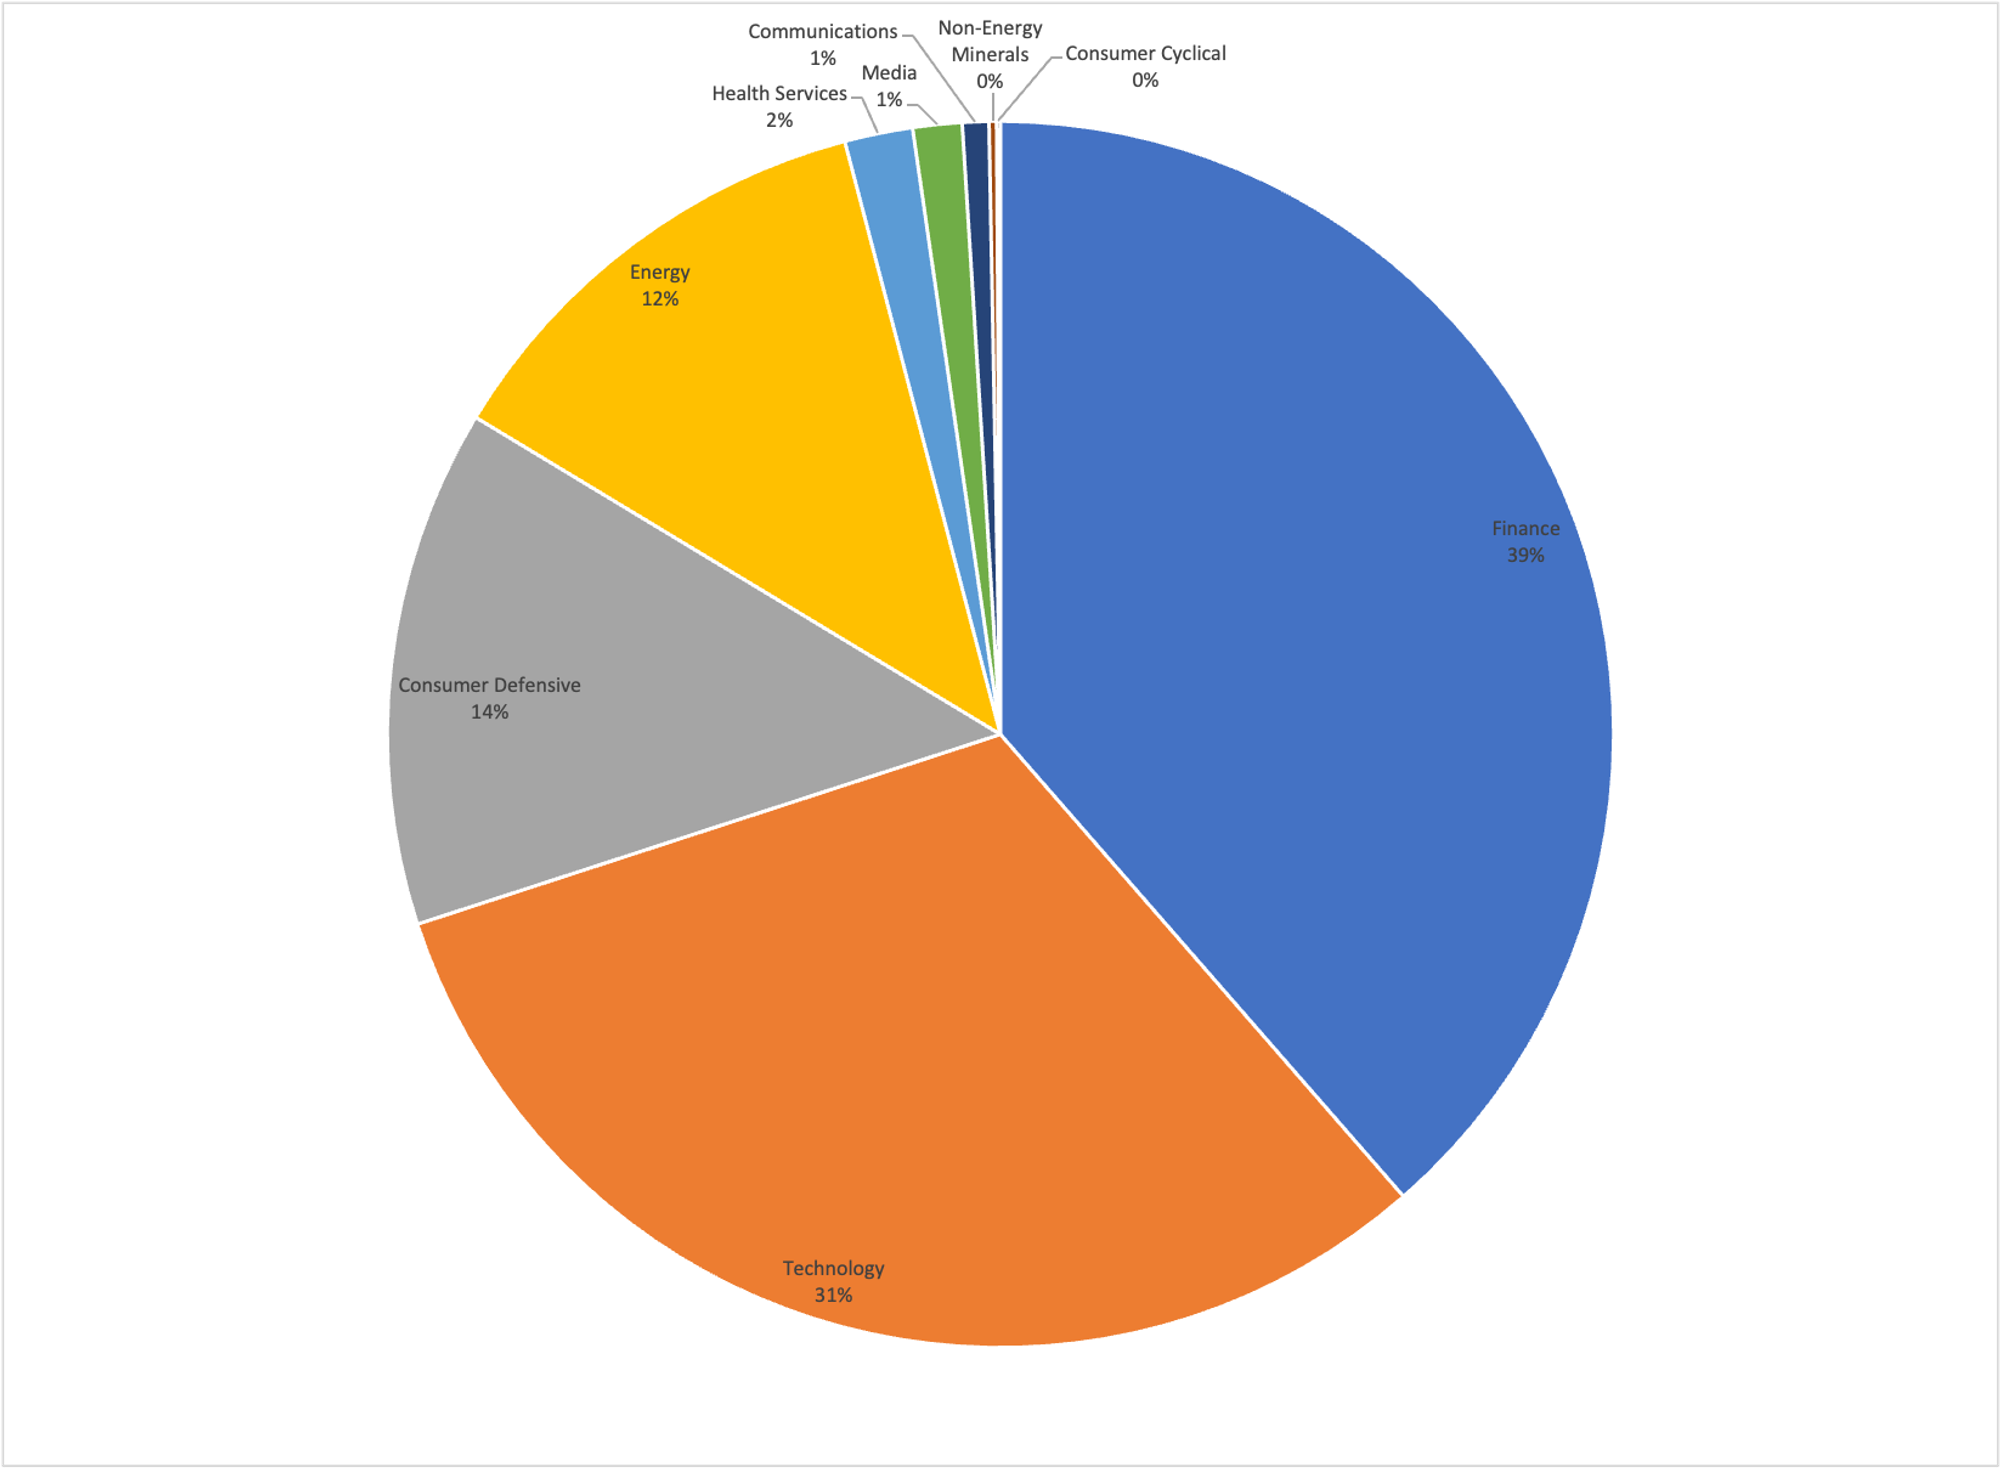 Communications
1%
Non-Energy
Minerals
0%
Consumer Cyclical
0%
Media
1%
Health Services
2%
Energy
12%
Finance
39%
Consumer Defensive
14%
Technology
31%